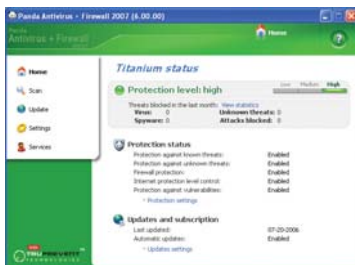 Panda Antivirus + Firewall 2007 (6.00.00)
Panda
Antivirus + Firewall
Home
Home
Scan
Update
Settings
Services
Titanium status
Protection level: high
Low Medium High
Threats blocked in the last month: View statistics
Virus: 0 Unknown threats: 0
Spyware: 0 Attacks blocked: 0
Protection status
Protection against known threats: Enabled
Protection against unknown threats: Enabled
Firewall protection: Enabled
Internet protection level control: Enabled
Protection against vulnerabilities: Enabled
Protection settings
Updates and subscription
Last updated: 07-20-2006
Automatic updates: Enabled
Updates settings
TRUPREVENT
TECHNOLOGIES